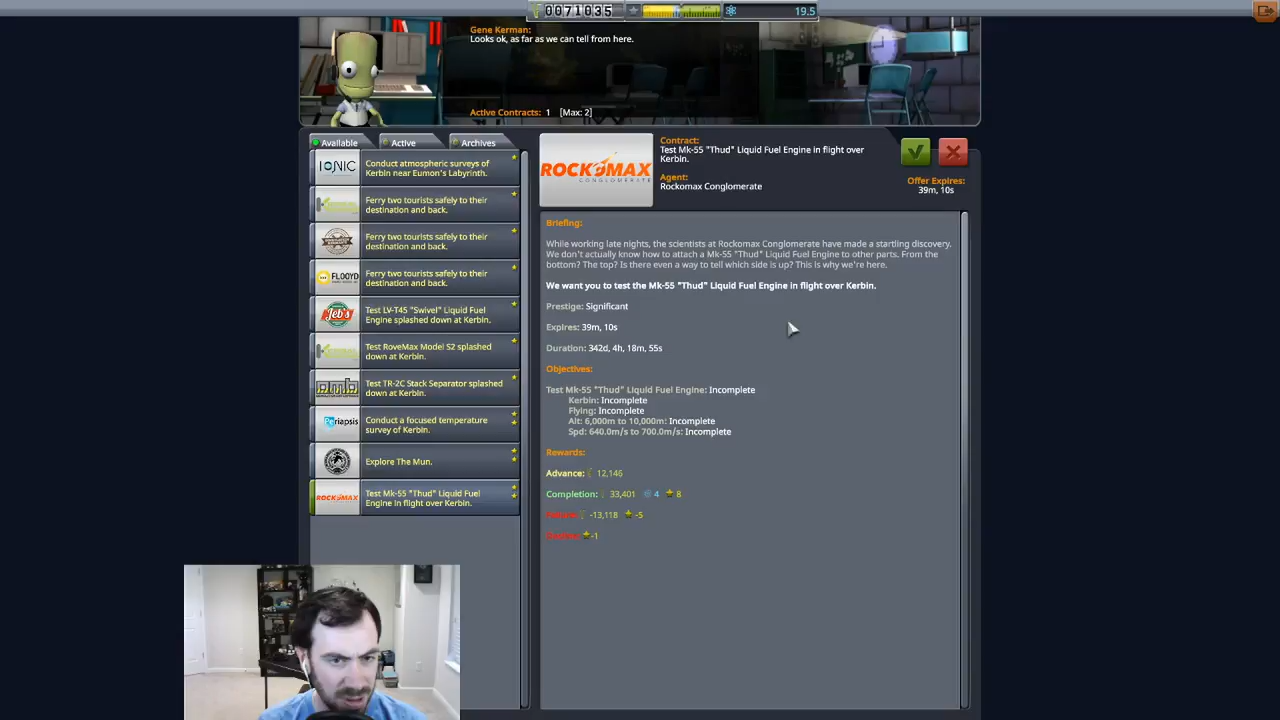 0071035
19.5
Gene Kerman:
Looks ok, as far as we can tell from here.
Active Contracts: 1 [Max: 2]
Available
Active
Archives
IONIC
Conduct atmospheric surveys of
Kerbin near Eumon's Labyrinth.
Ferry two tourists safely to their
destination and back.
Ferry two tourists safely to their
destination and back.
FLOOYD
Ferry two tourists safely to their
destination and back.
Jeb's
Test LV-T45 "Swivel" Liquid Fuel
Engine splashed down at Kerbin.
Test RoveMax Model S2 splashed
down at Kerbin.
Test TR-2C Stack Separator splashed
down at Kerbin.
Periapsis
Conduct a focused temperature
survey of Kerbin.
Explore The Mun.
ROCKOMAX
Test Mk-55 "Thud" Liquid Fuel
Engine in flight over Kerbin.
ROCKOMAX
CONGLOMERATE
Contract:
Test Mk-55 "Thud" Liquid Fuel Engine in flight over
Kerbin.
Agent:
Rockomax Conglomerate
Offer Expires:
39m, 10s
Briefing:
While working late nights, the scientists at Rockomax Conglomerate have made a startling discovery.
We don't actually know how to attach a Mk-55 "Thud" Liquid Fuel Engine to other parts. From the
bottom? The top? Is there even a way to tell which side is up? This is why we're here.
We want you to test the Mk-55 "Thud" Liquid Fuel Engine in flight over Kerbin.
Prestige: Significant
Expires: 39m, 10s
Duration: 342d, 4h, 18m, 55s
Objectives:
Test Mk-55 "Thud" Liquid Fuel Engine: Incomplete
Kerbin: Incomplete
Flying: Incomplete
Alt: 6,000m to 10,000m: Incomplete
Spd: 640.0m/s to 700.0m/s: Incomplete
Rewards:
Advance: 12,146
Completion: 33,401 4 8
-13,118 -5
-1